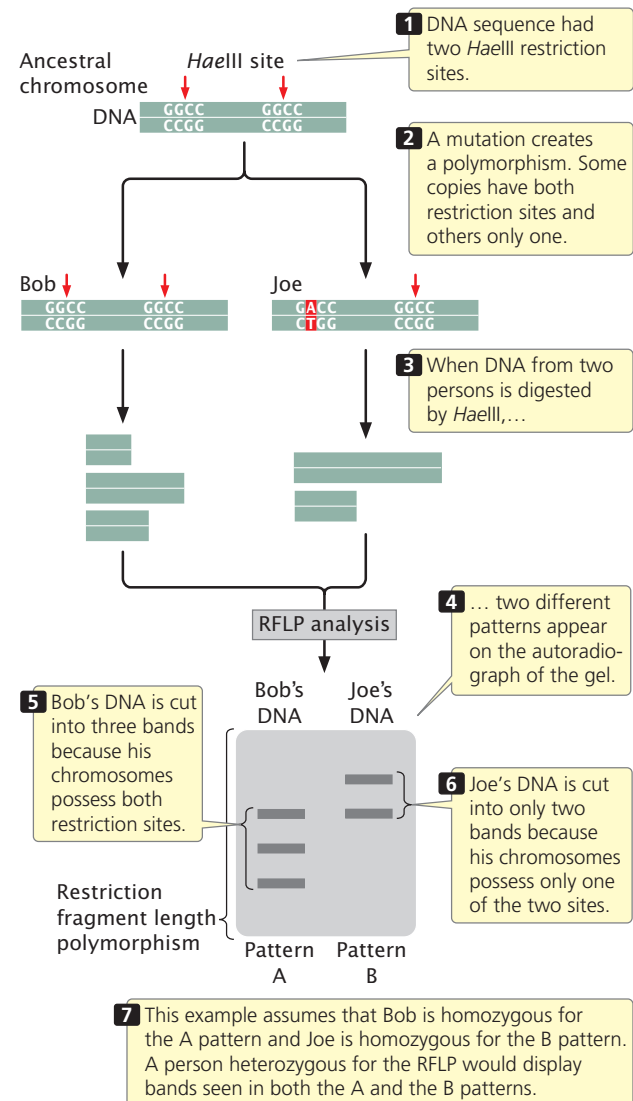 1 DNA sequence had
two HaeIII restriction
sites.
Ancestral
chromosome
HaeIII site
DNA
GGCC GGCC
CCGG CCGG
2 A mutation creates
a polymorphism. Some
copies have both
restriction sites and
others only one.
Bob
GGCC GGCC
CCGG CCGG
Joe
GACC GGCC
CTGG CCGG
3 When DNA from two
persons is digested
by HaeIII,…
RFLP analysis
4 … two different
patterns appear
on the autoradio-
graph of the gel.
Bob's
DNA
Joe's
DNA
5 Bob's DNA is cut
into three bands
because his
chromosomes
possess both
restriction sites.
6 Joe's DNA is cut
into only two
bands because
his chromosomes
possess only one
of the two sites.
Restriction
fragment length
polymorphism
Pattern
A
Pattern
B
7 This example assumes that Bob is homozygous for
the A pattern and Joe is homozygous for the B pattern.
A person heterozygous for the RFLP would display
bands seen in both the A and the B patterns.